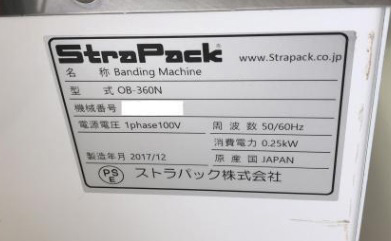 StraPack www.Strapack.co.jp
名 称 Banding Machine
型 式 OB-360N
機械番号
電源電圧 1phase100V 周 波 数 50/60Hz
消費電力 0.25kW
製造年月 2017/12 原 産 国 JAPAN
PS E ストラパック株式会社